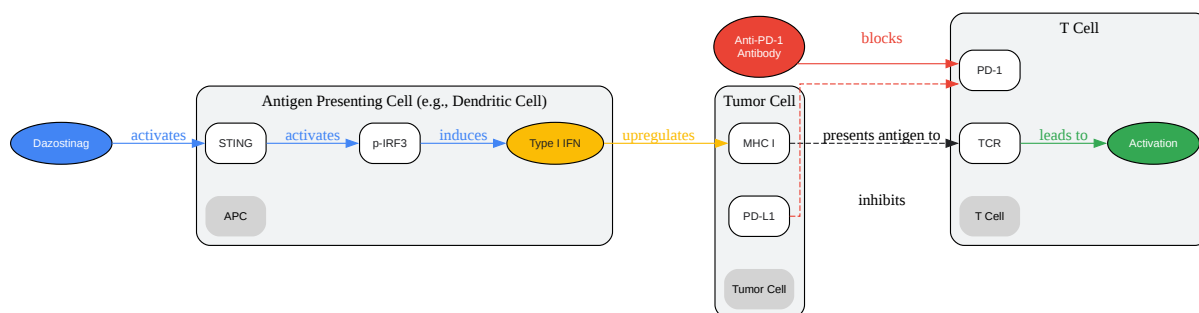 T Cell
Anti-PD-1
Antibody
blocks
PD-1
Antigen Presenting Cell (e.g., Dendritic Cell)
Tumor Cell
Dazostinag
activates
STING
activates
p-IRF3
induces
Type I IFN
upregulates
MHC I
presents antigen to
TCR
leads to
Activation
APC
PD-L1
inhibits
T Cell
Tumor Cell